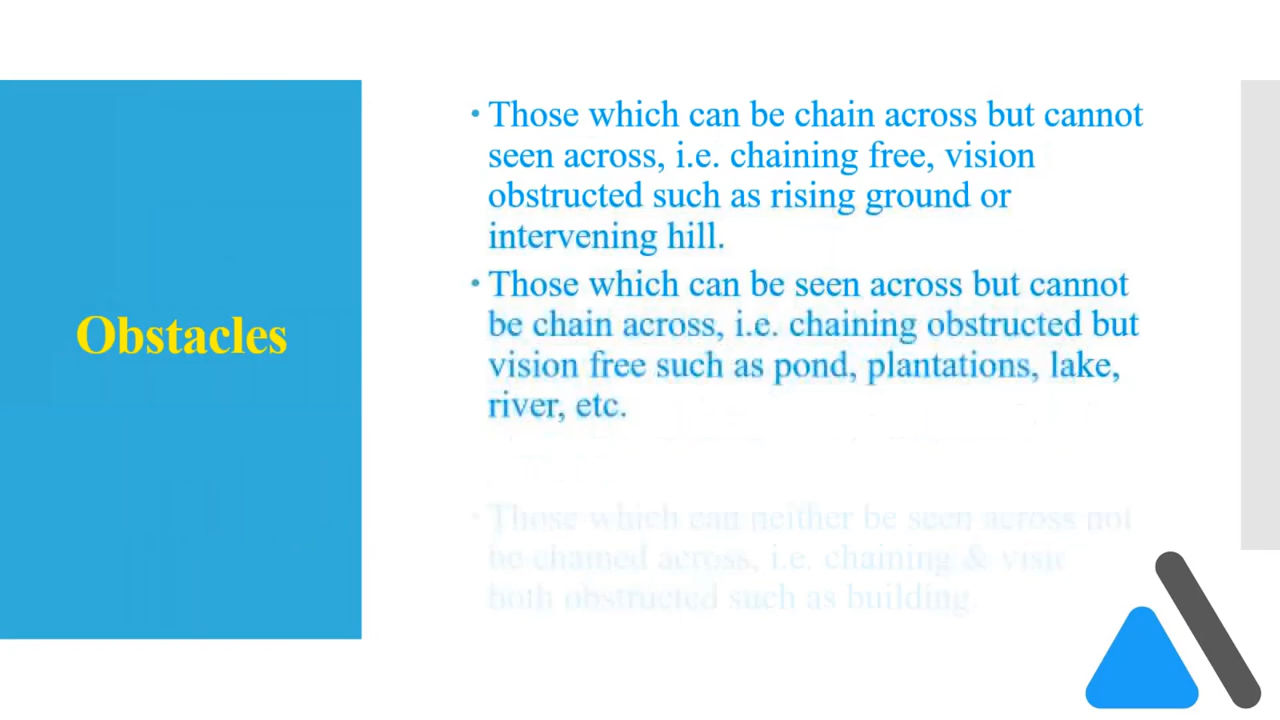 Obstacles
• Those which can be chain across but cannot
seen across, i.e. chaining free, vision
obstructed such as rising ground or
intervening hill.
• Those which can be seen across but cannot
be chain across, i.e. chaining obstructed but
vision free such as pond, plantations, lake,
river, etc.
• Those which can neither be seen across not
be chained across, i.e. chaining &
both obstructed such as building.